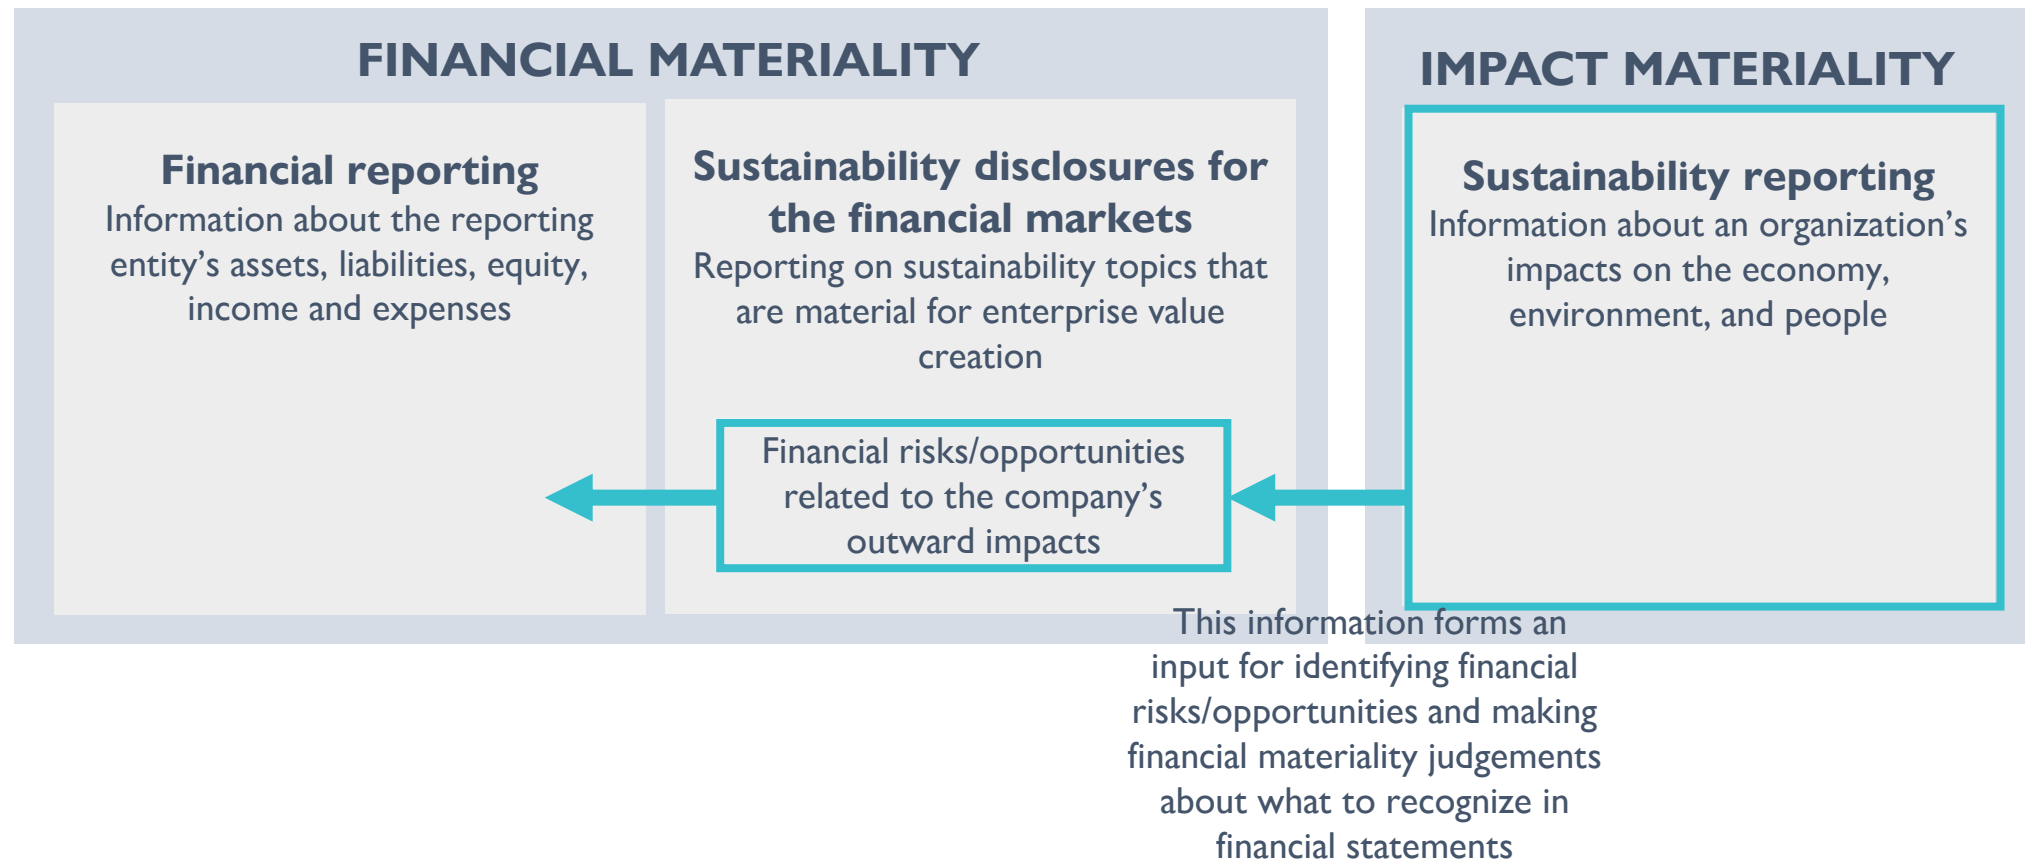 FINANCIAL MATERIALITY
Financial reporting
Information about the reporting
entity’s assets, liabilities, equity,
income and expenses
Sustainability disclosures for
the financial markets
Reporting on sustainability topics that
are material for enterprise value
creation
Financial risks/opportunities
related to the company’s
outward impacts
IMPACT MATERIALITY
Sustainability reporting
Information about an organization’s
impacts on the economy,
environment, and people
This information forms an
input for identifying financial
risks/opportunities and making
financial materiality judgements
about what to recognize in
financial statements